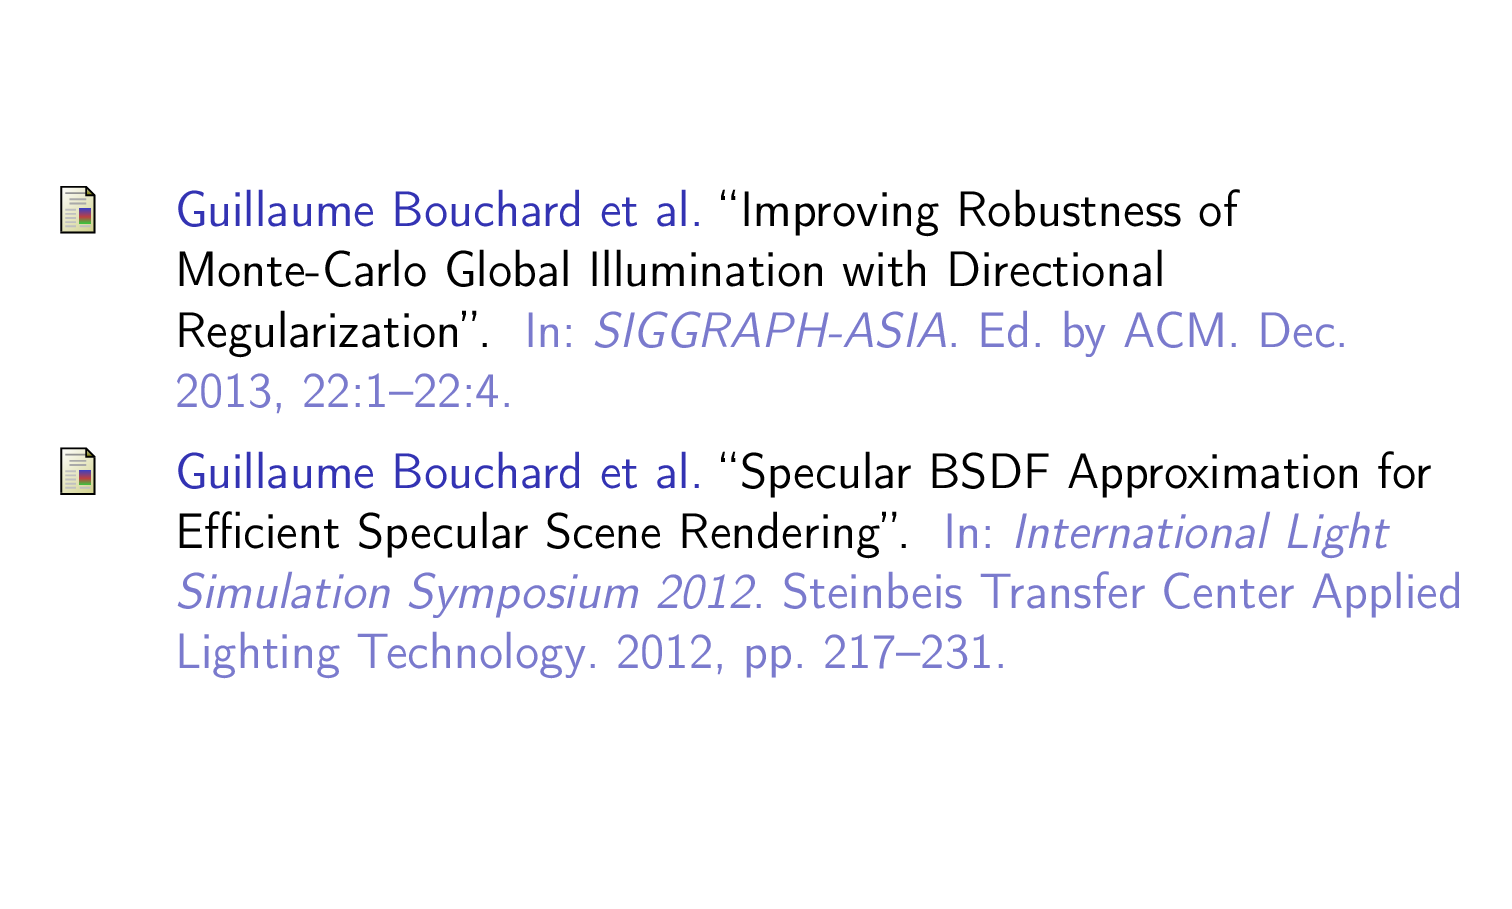 Guillaume Bouchard et al. “Improving Robustness of
Monte-Carlo Global Illumination with Directional
Regularization”. In: SIGGRAPH-ASIA. Ed. by ACM. Dec.
2013, 22:1–22:4.
Guillaume Bouchard et al. “Specular BSDF Approximation for
Efficient Specular Scene Rendering”. In: International Light
Simulation Symposium 2012. Steinbeis Transfer Center Applied
Lighting Technology. 2012, pp. 217–231.